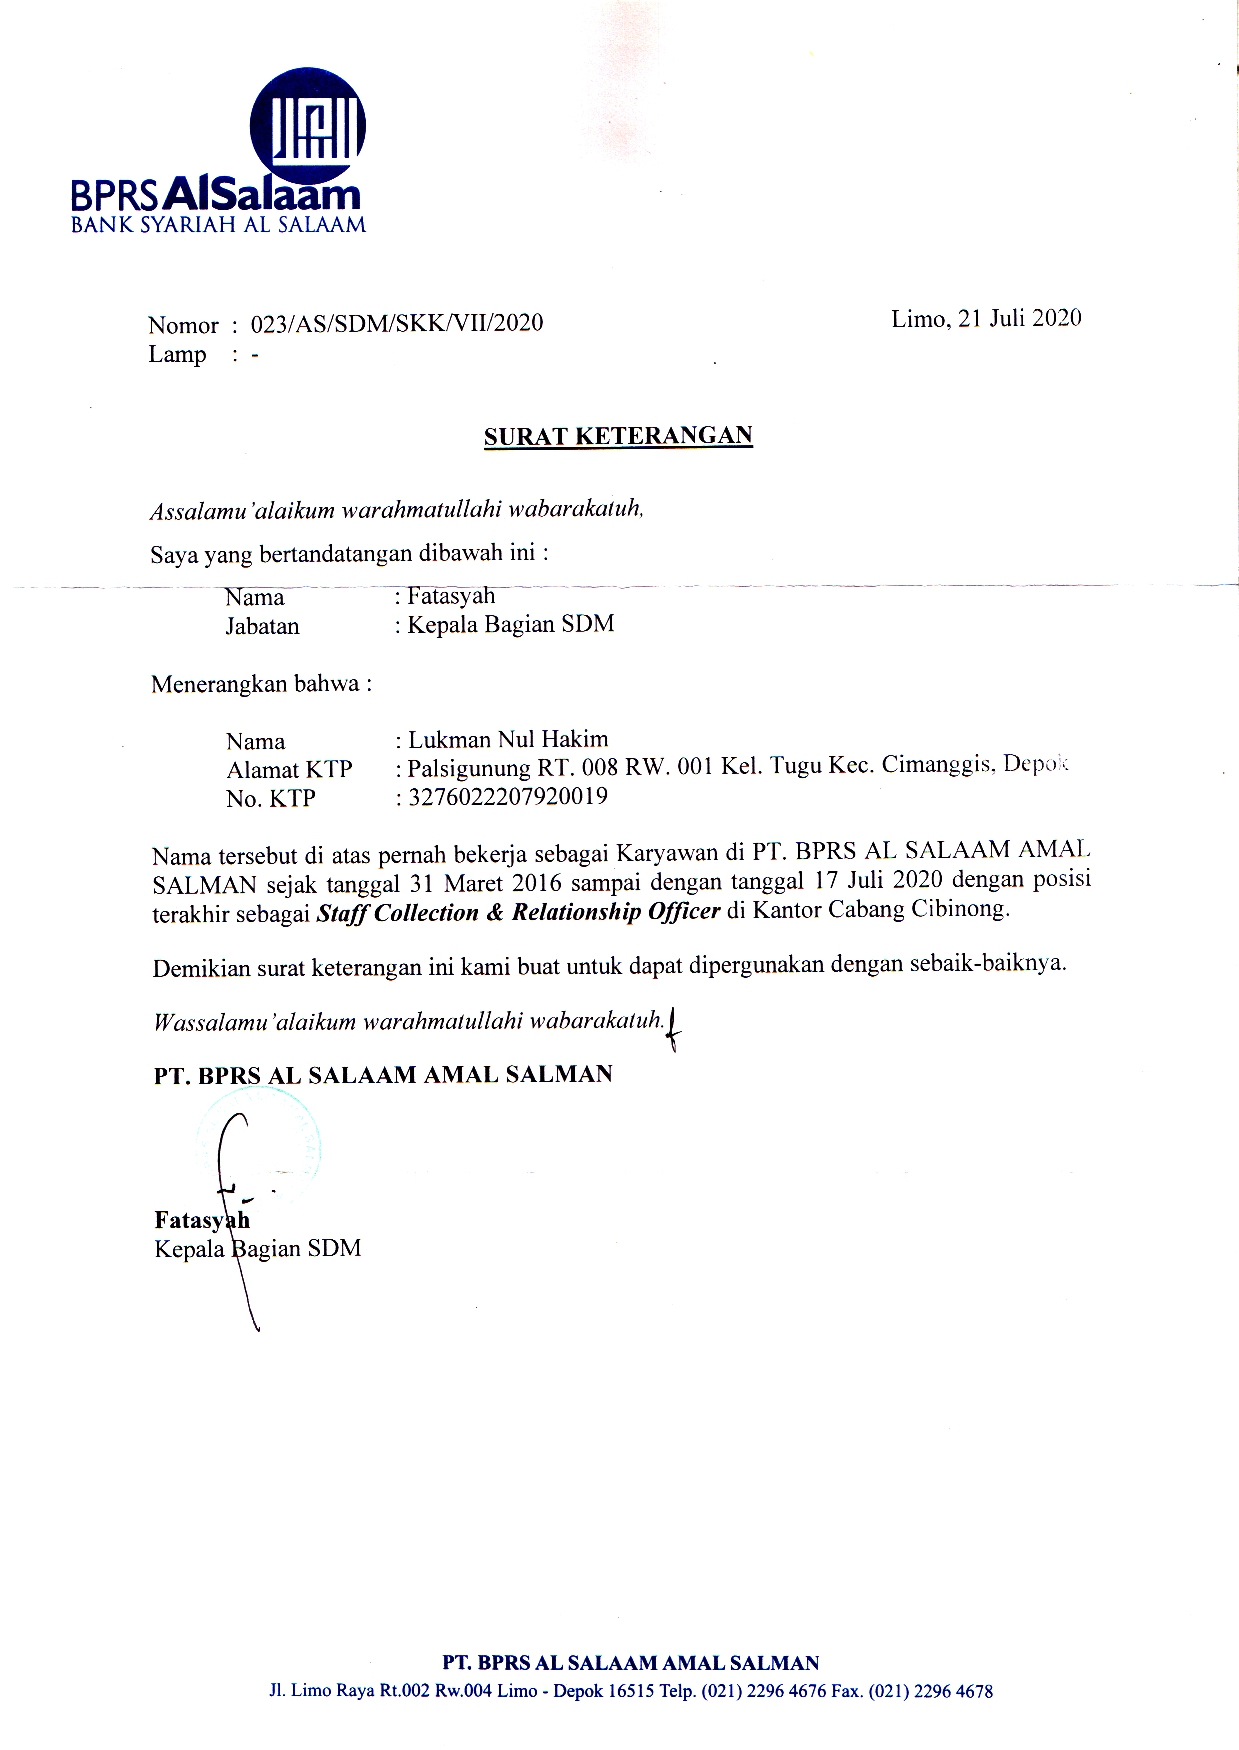 BPRS AlSalaam
BANK SYARIAH AL SALAAM
Nomor : 023/AS/SDM/SKK/VII/2020
Limo, 21 Juli 2020
Lamp : -
SURAT KETERANGAN
Assalamu'alaikum warahmatullahi wabarakatuh,
Saya yang bertandatangan dibawah ini :
Nama : Fatasyah
Jabatan : Kepala Bagian SDM
Menerangkan bahwa :
Nama : Lukman Nul Hakim
Alamat KTP : Palsigunung RT. 008 RW. 001 Kel. Tugu Kec. Cimanggis, Depok
No. KTP : 3276022207920019
Nama tersebut di atas pernah bekerja sebagai Karyawan di PT. BPRS AL SALAAM AMAL
SALMAN sejak tanggal 31 Maret 2016 sampai dengan tanggal 17 Juli 2020 dengan posisi
terakhir sebagai Staff Collection & Relationship Officer di Kantor Cabang Cibinong.
Demikian surat keterangan ini kami buat untuk dapat dipergunakan dengan sebaik-baiknya.
Wassalamu'alaikum warahmatullahi wabarakatuh.
PT. BPRS AL SALAAM AMAL SALMAN
Fatasyah
Kepala Bagian SDM
PT. BPRS AL SALAAM AMAL SALMAN
Jl. Limo Raya Rt.002 Rw.004 Limo - Depok 16515 Telp. (021) 2296 4676 Fax. (021) 2296 4678